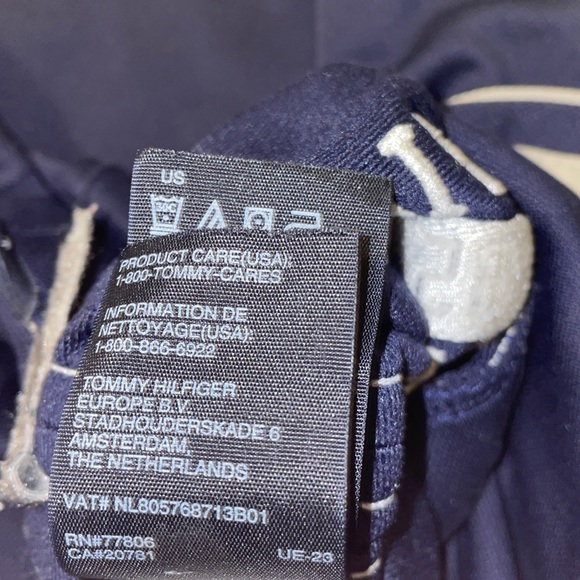 US
PRODUCT CARE(USA):
1-800-TOMMY-CARES
INFORMATION DE
NETTOYAGE(USA):
1-800-866-6922
TOMMY HILFIGER
EUROPE B.V.
STADHOUDERSKADE 6
AMSTERDAM,
THE NETHERLANDS
VAT# NL805768713B01
RN#77806
CA#20781 UE-23